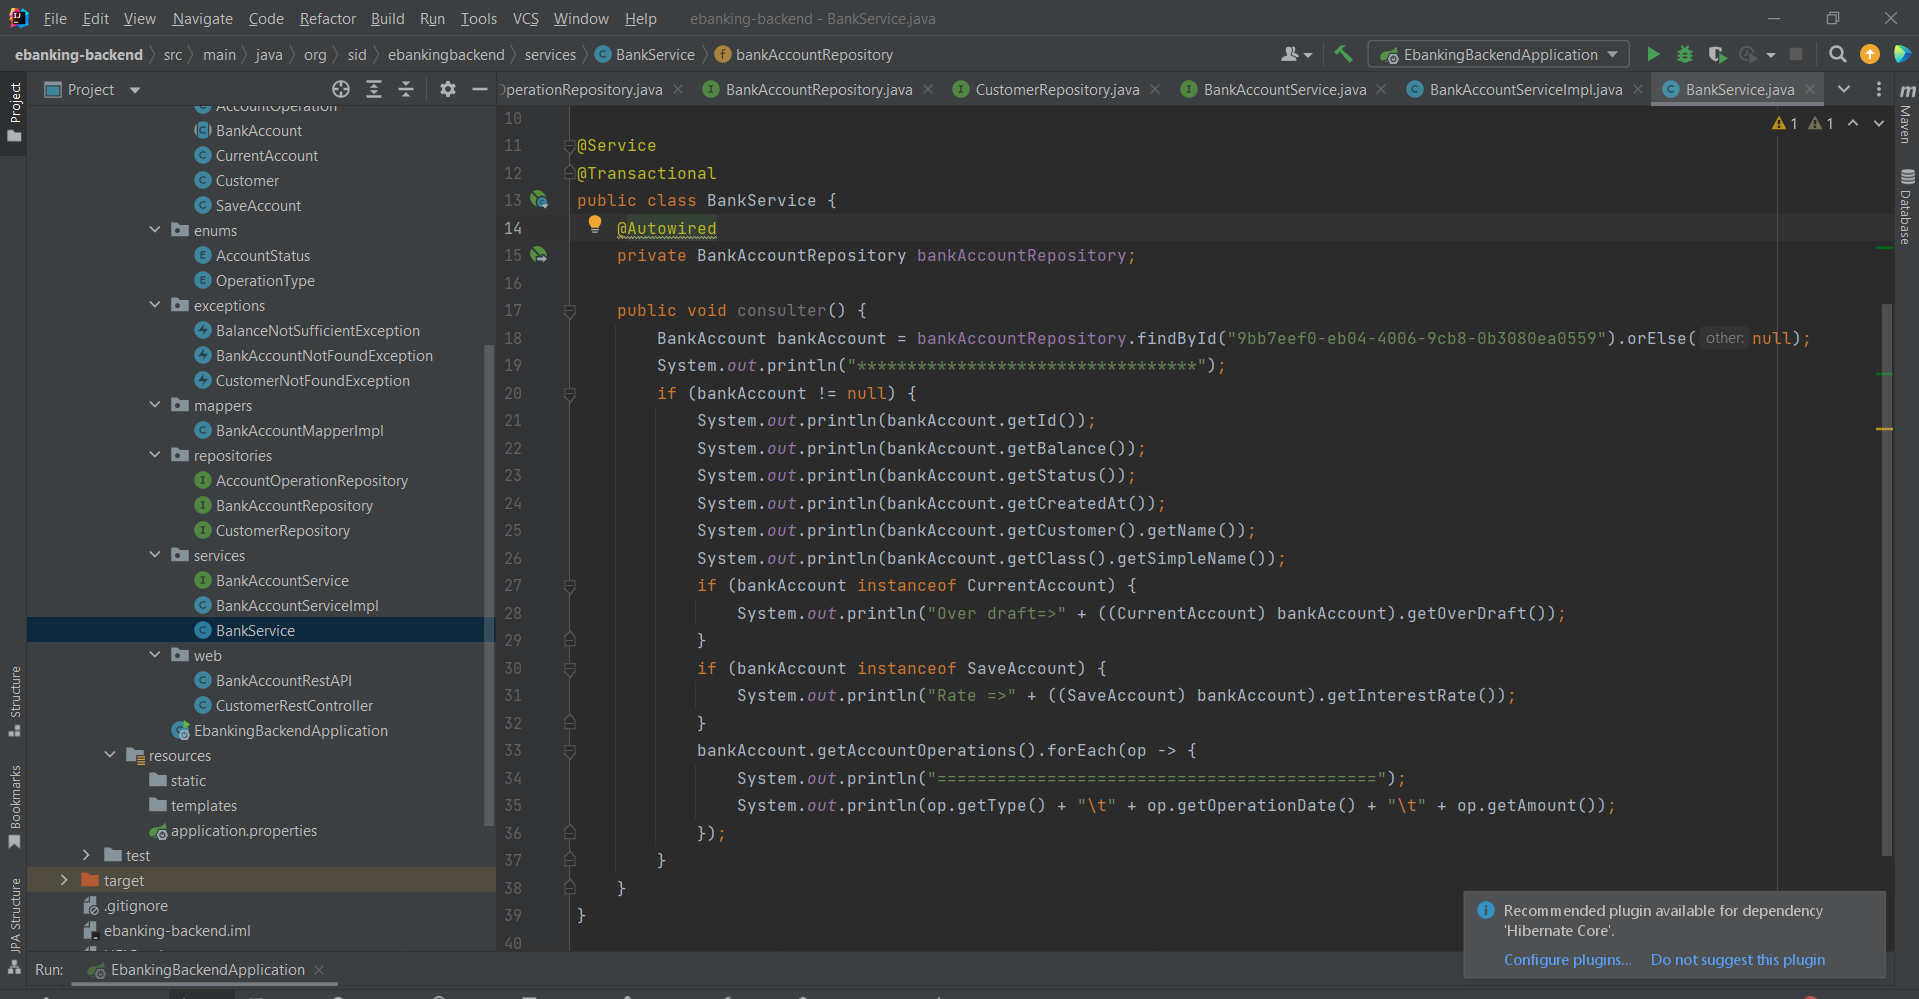 File Edit View Navigate Code Refactor Build Run Tools VCS Window Help ebanking-backend - BankService.java
ebanking-backend src main java org sid ebankingbackend services BankService bankAccountRepository EbankingBackendApplication
Project
OperationRepository.java BankAccountRepository.java CustomerRepository.java BankAccountService.java BankAccountServiceImpl.java BankService.java
Project
Structure
Bookmarks
JPA Structure
AccountOperation
BankAccount
CurrentAccount
Customer
SaveAccount
enums
AccountStatus
OperationType
exceptions
BalanceNotSufficientException
BankAccountNotFoundException
CustomerNotFoundException
mappers
BankAccountMapperImpl
repositories
AccountOperationRepository
BankAccountRepository
CustomerRepository
services
BankAccountService
BankAccountServiceImpl
BankService
web
BankAccountRestAPI
CustomerRestController
EbankingBackendApplication
resources
static
templates
application.properties
test
target
.gitignore
ebanking-backend.iml
1 1
10
11 @Service
12 @Transactional
13 public class BankService {
14 @Autowired
15 private BankAccountRepository bankAccountRepository;
16
17 public void consulter() {
18 BankAccount bankAccount = bankAccountRepository.findById("9bb7eef0-eb04-4006-9cb8-0b3080ea0559").orElse( other: null);
19 System.out.println("**********************************");
20 if (bankAccount != null) {
21 System.out.println(bankAccount.getId());
22 System.out.println(bankAccount.getBalance());
23 System.out.println(bankAccount.getStatus());
24 System.out.println(bankAccount.getCreatedAt());
25 System.out.println(bankAccount.getCustomer().getName());
26 System.out.println(bankAccount.getClass().getSimpleName());
27 if (bankAccount instanceof CurrentAccount) {
28 System.out.println("Over draft=>" + ((CurrentAccount) bankAccount).getOverDraft());
29 }
30 if (bankAccount instanceof SaveAccount) {
31 System.out.println("Rate =>" + ((SaveAccount) bankAccount).getInterestRate());
32 }
33 bankAccount.getAccountOperations().forEach(op -> {
34 System.out.println("============================================");
35 System.out.println(op.getType() + "\t" + op.getOperationDate() + "\t" + op.getAmount());
36 });
37 }
38 }
39 }
40
Maven
Database
Recommended plugin available for dependency
'Hibernate Core'.
Configure plugins... Do not suggest this plugin
Run: EbankingBackendApplication